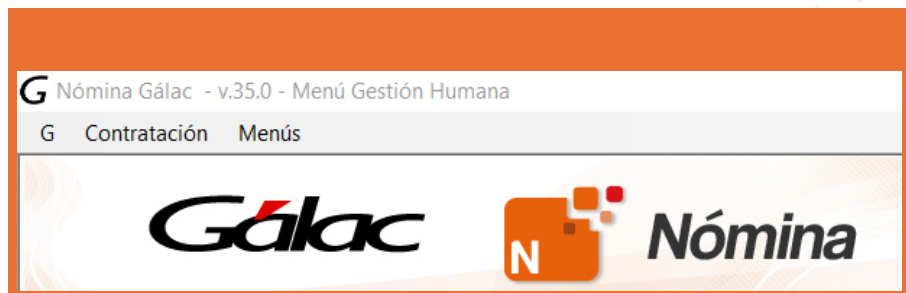 G Nómina Gálac - v.35.0 - Menú Gestión Humana
G Contratación Menús
Gálac N Nómina